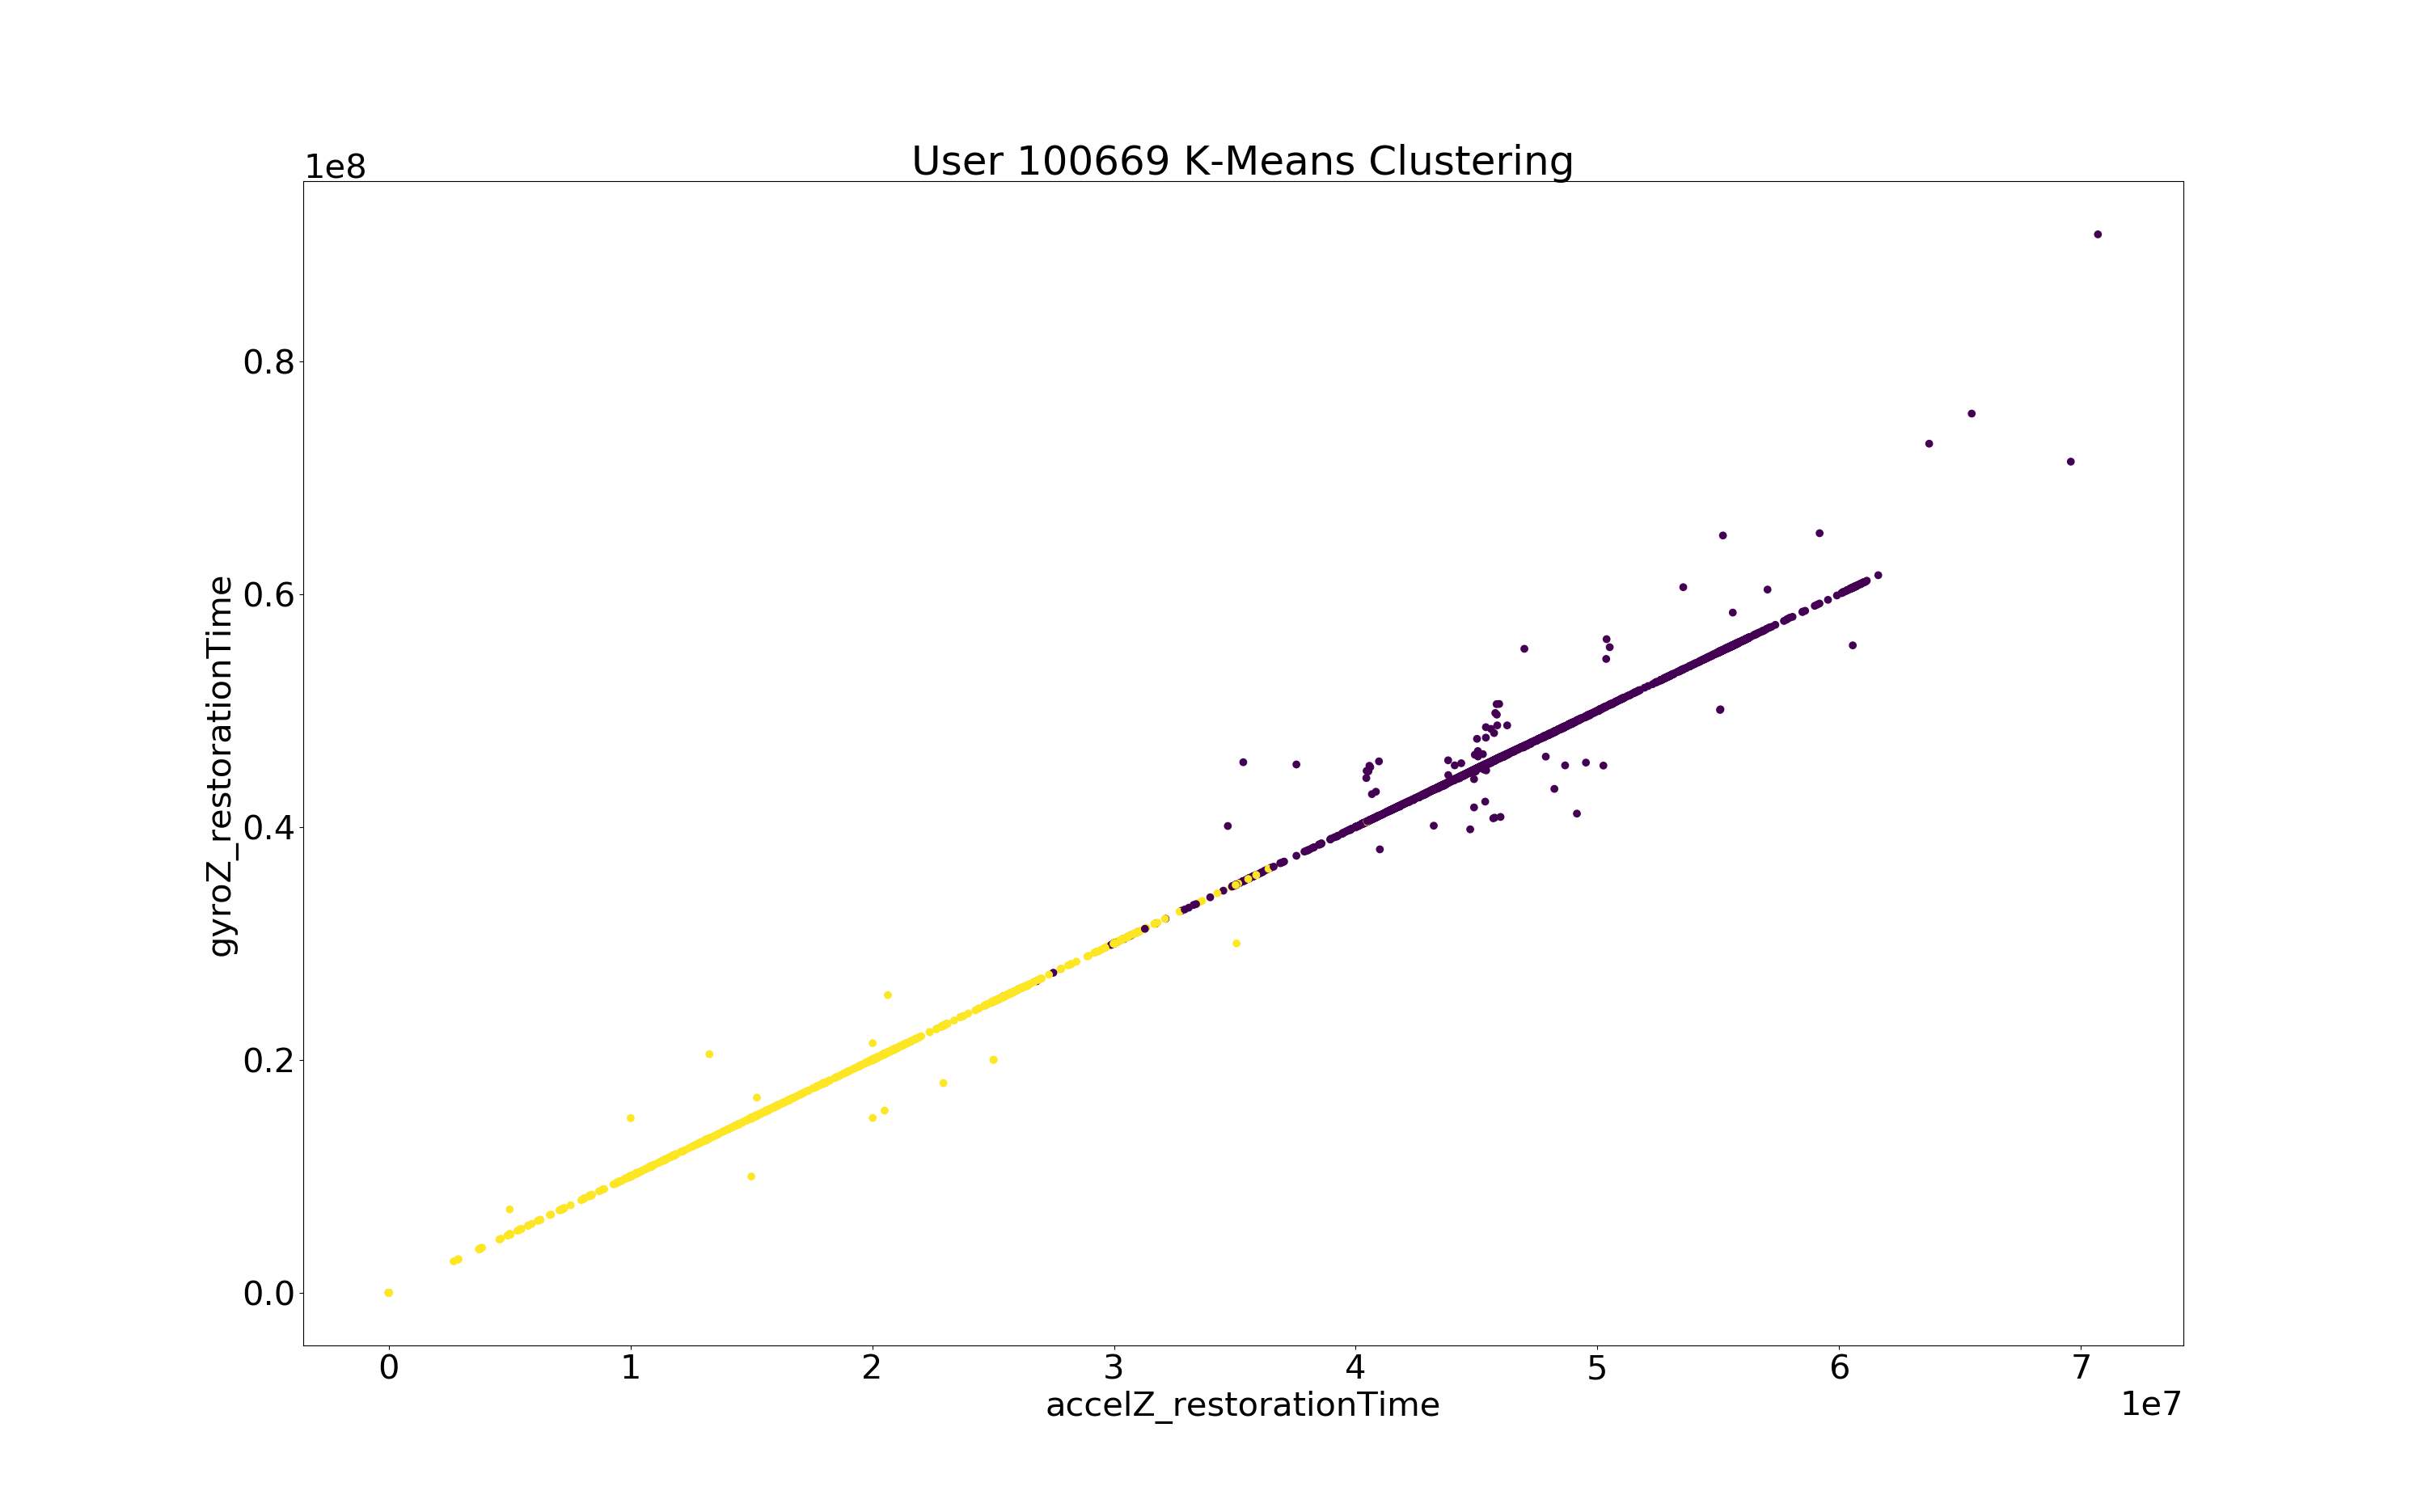 User 100669 K-Means Clustering
1e8
0.8
0.6
0.4
0.2
0.0
gyroZ_restorationTime
0 1 2 3 4 5 6 7
1e7
accelZ_restorationTime